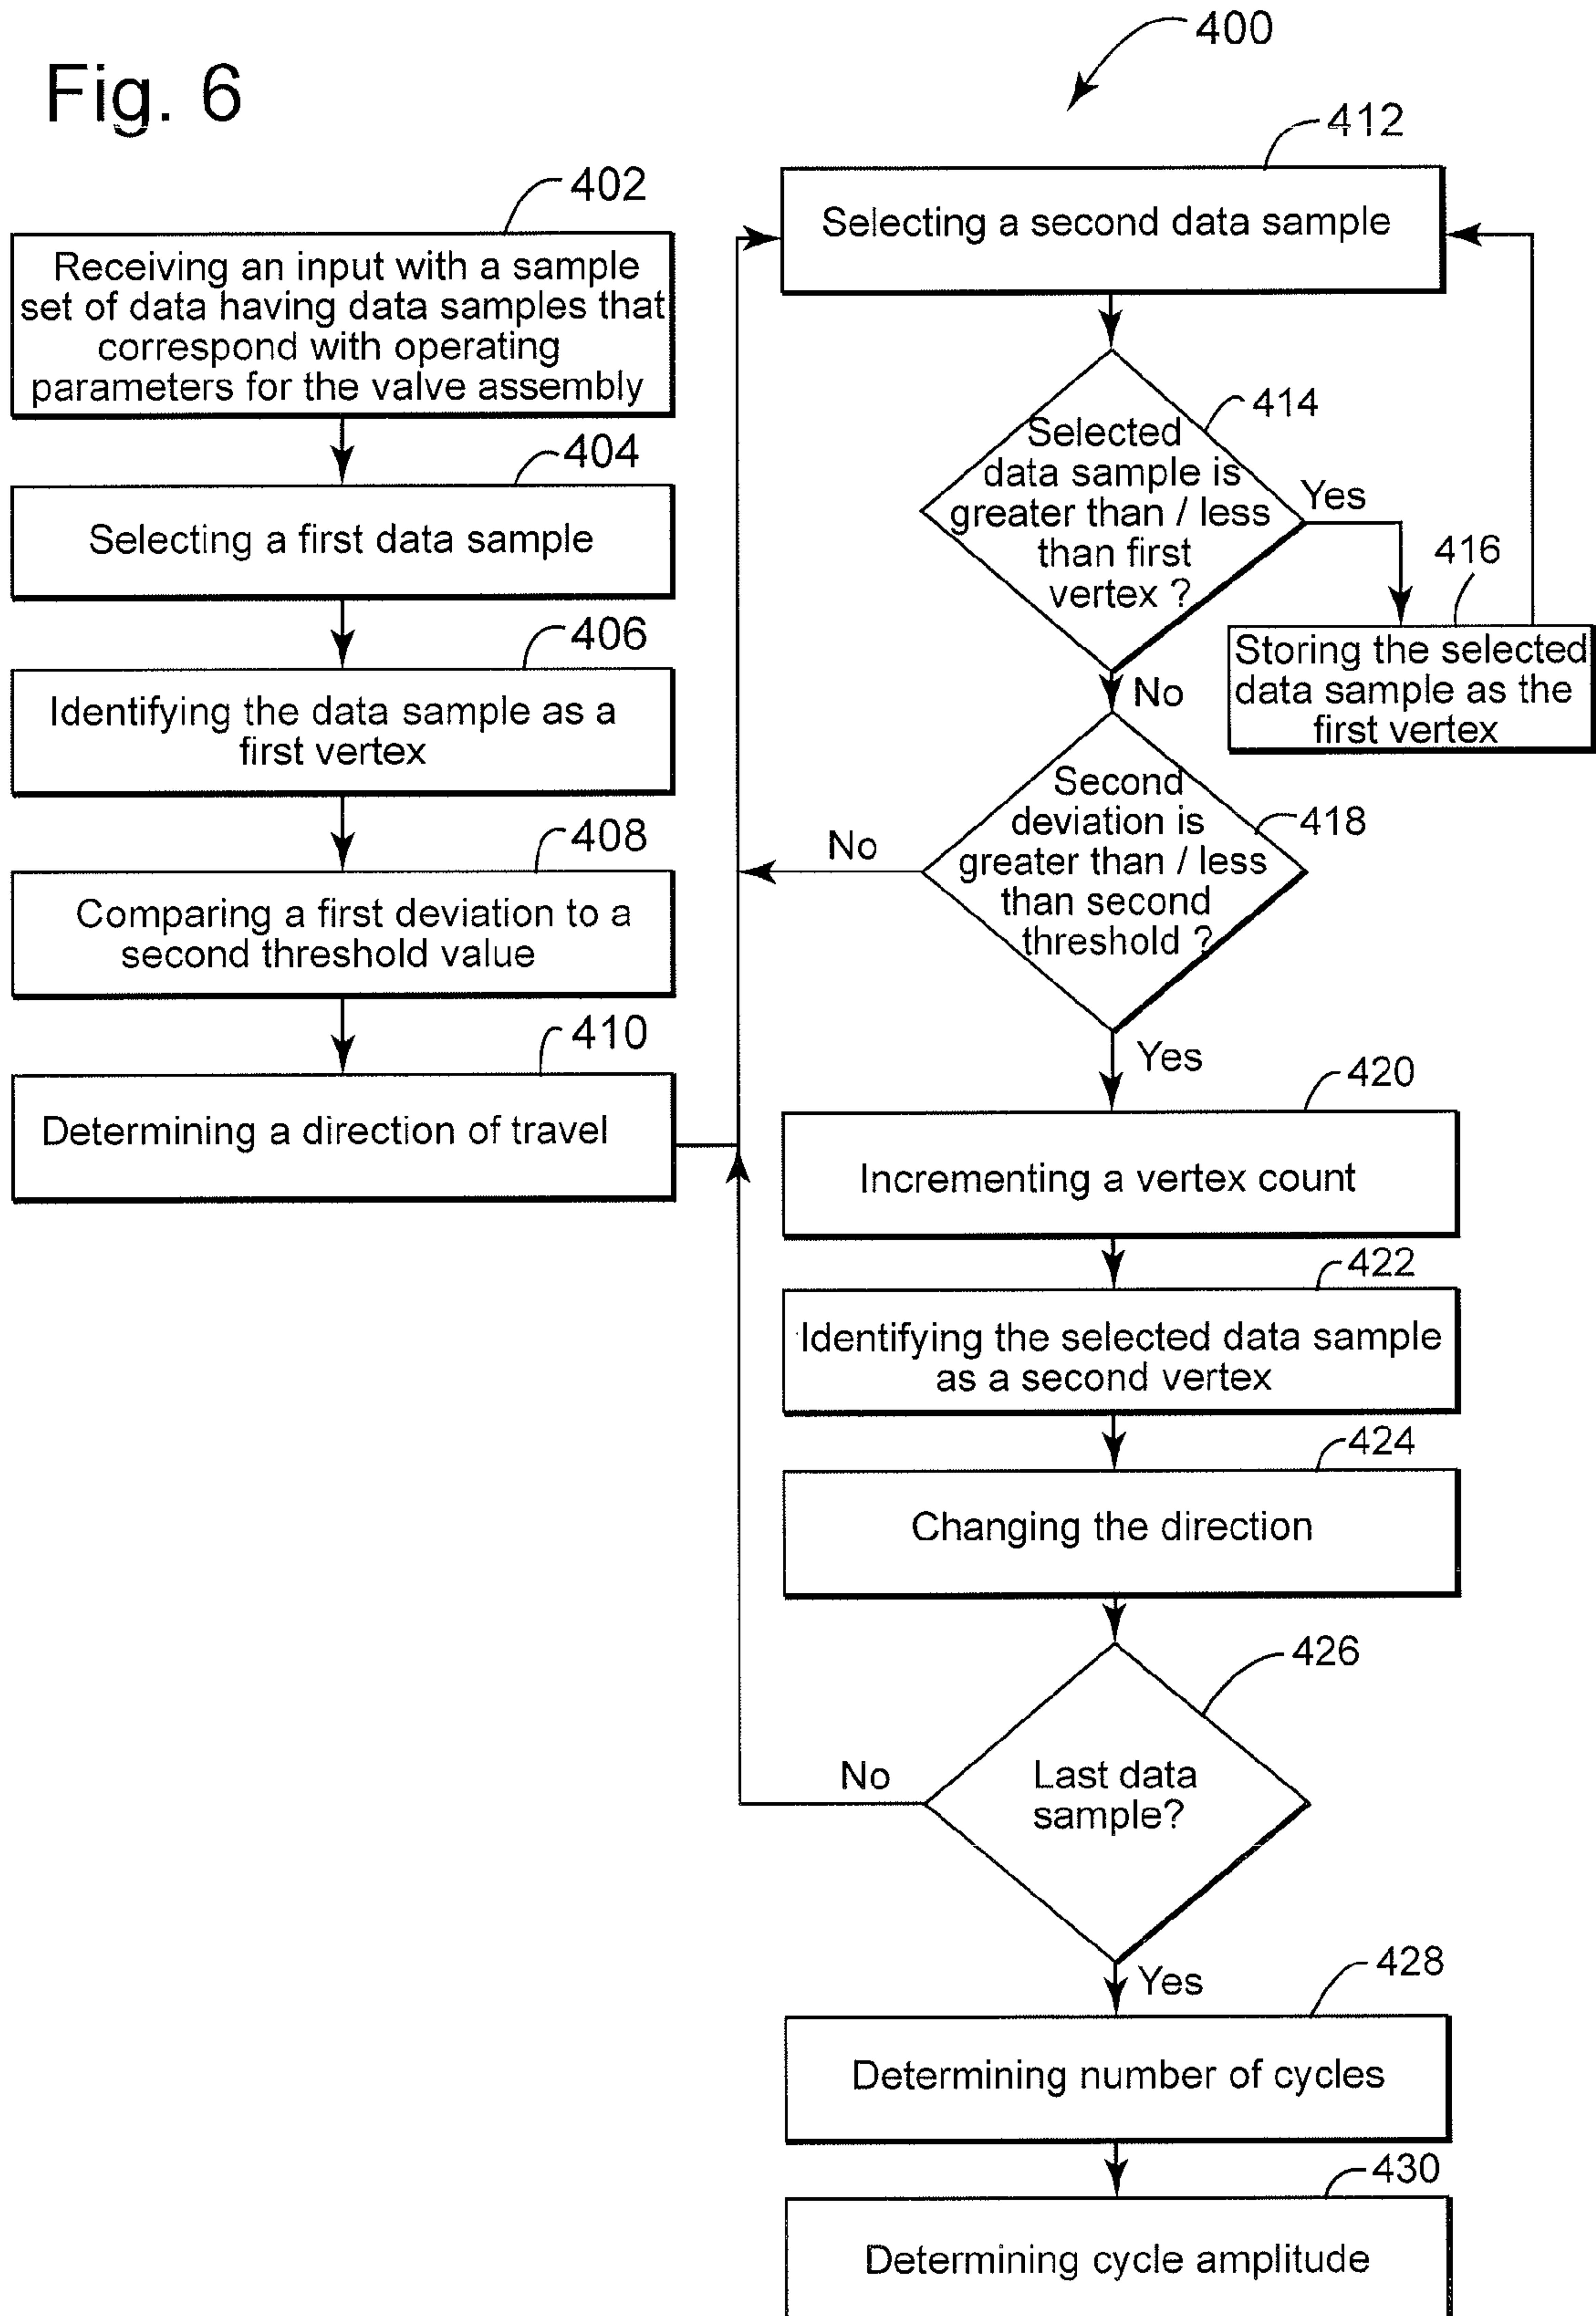 Fig. 6
400
402
Receiving an input with a sample
set of data having data samples that
correspond with operating
parameters for the valve assembly
404
Selecting a first data sample
406
Identifying the data sample as a
first vertex
408
Comparing a first deviation to a
second threshold value
410
Determining a direction of travel
412
Selecting a second data sample
414
Selected
data sample is
greater than / less
than first
vertex ?
Yes
416
Storing the selected
data sample as the
first vertex
No
Second
deviation is
greater than / less
than second
threshold ?
418
No
Yes
420
Incrementing a vertex count
422
Identifying the selected data sample
as a second vertex
424
Changing the direction
426
Last data
sample?
No
Yes
428
Determining number of cycles
430
Determining cycle amplitude